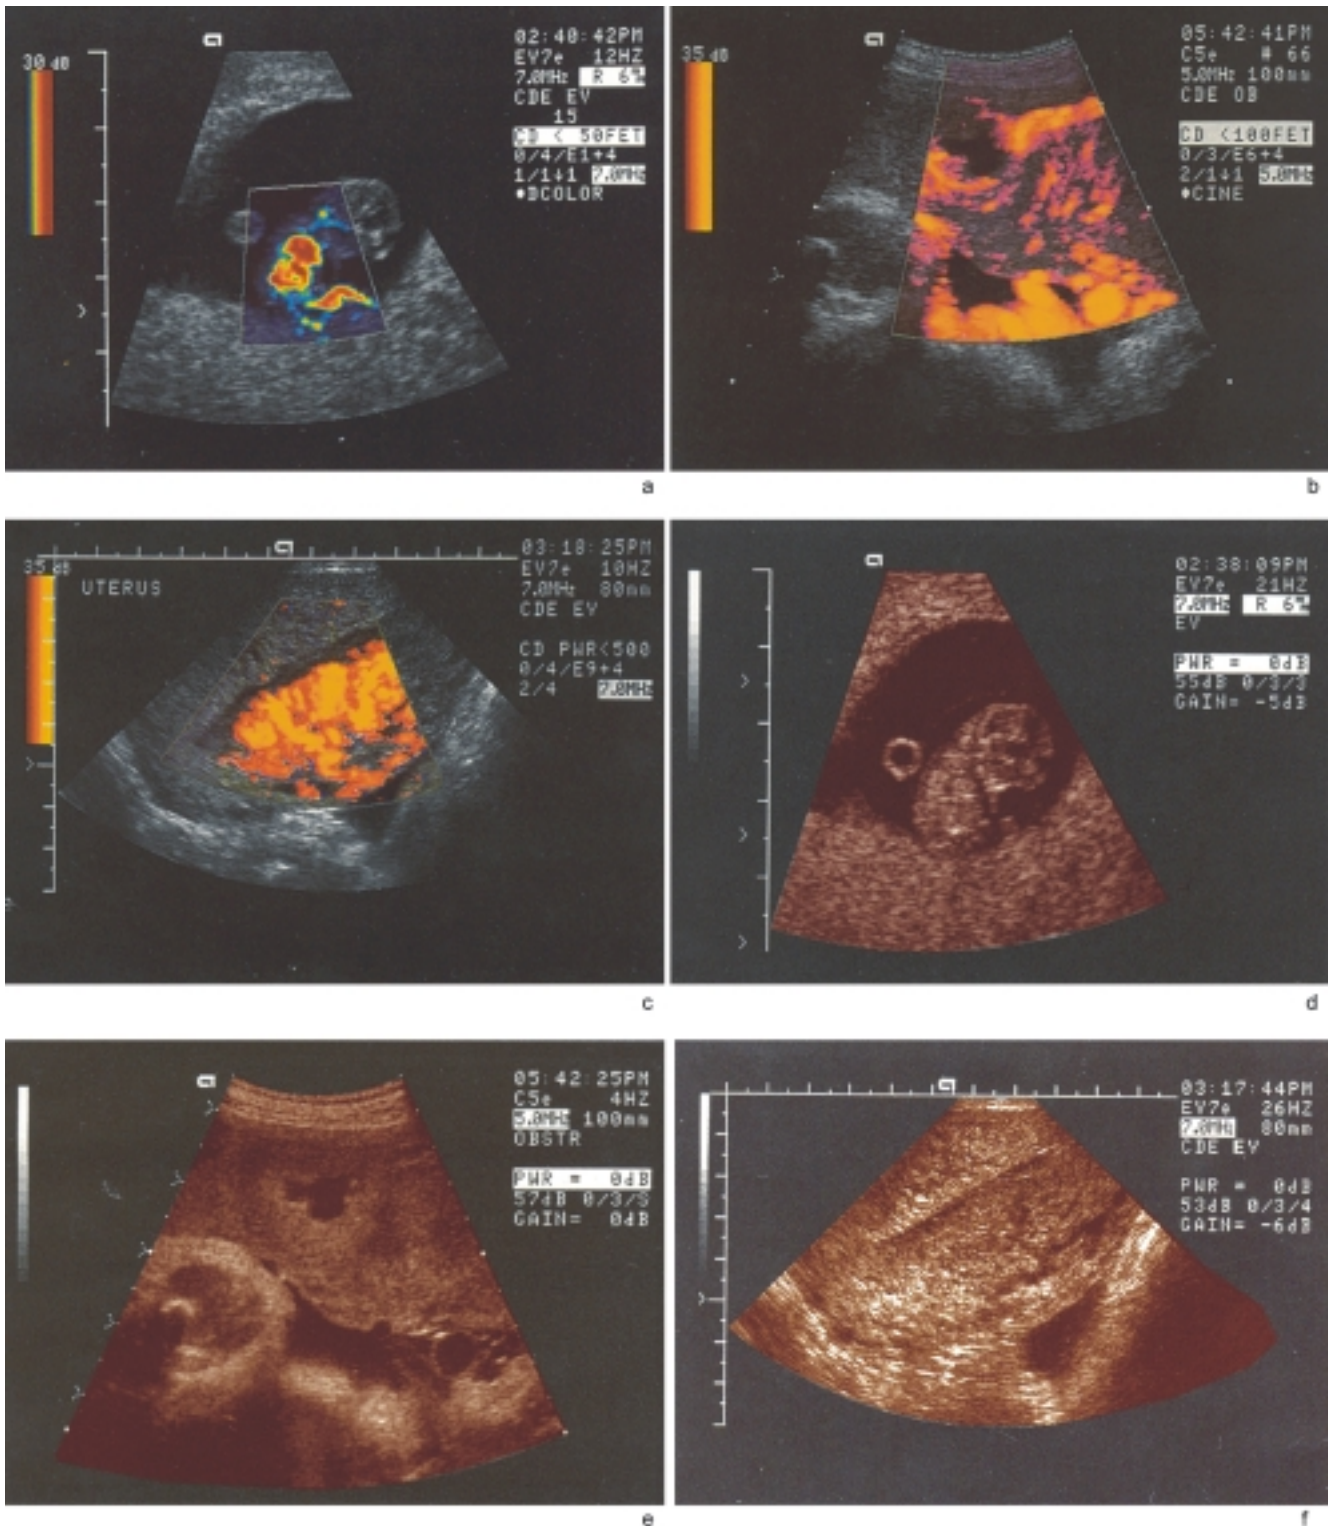 30 dB
02:40:42PM
EV7e 12HZ
7.0MHz R 6
CDE EV
15
CD < 50FET
0/4/E1+4
1/1↓1 7.0MHz
*DCOLOR
a
35 dB
05:42:41PM
C5e # 66
5.0MHz 100mm
CDE OB
CD <100FET
0/3/E6+4
2/1↓1 5.0MHz
*CINE
b
35 dB
UTERUS
03:18:25PM
EV7e 10HZ
7.0MHz 80mm
CDE EV
CD PWR<500
0/4/E9+4
2/4 7.0MHz
c
02:38:09PM
EV7e 21HZ
7.0MHz R 6
EV
PWR = 0dB
55dB 0/3/3
GAIN= -5dB
d
05:42:25PM
C5e 4HZ
5.0MHz 100mm
OBSTR
PWR = 0dB
57dB 0/3/
GAIN= 0dB
e
03:17:44PM
EV7e 26HZ
7.0MHz 80mm
CDE EV
PWR = 0dB
53dB 0/3/4
GAIN= -6dB
f